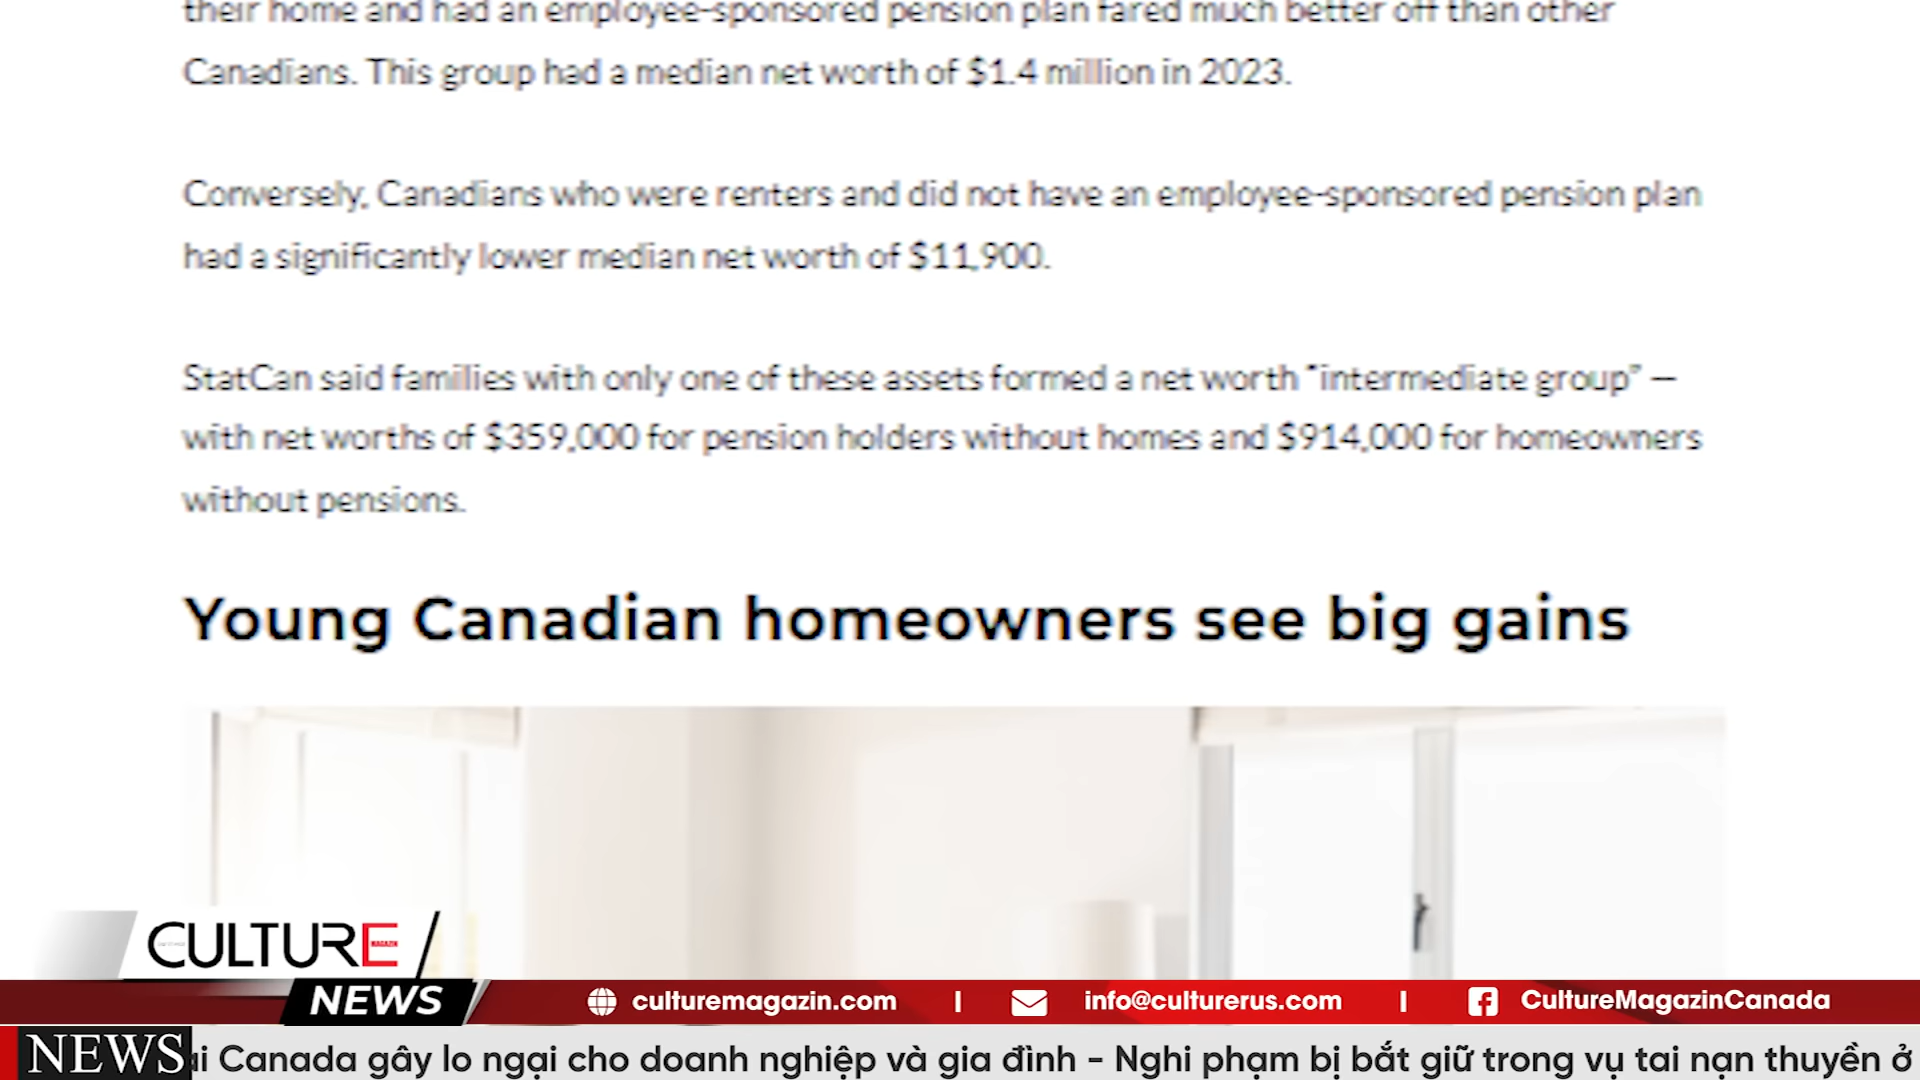 their home and had an employee-sponsored pension plan fared much better off than other
Canadians. This group had a median net worth of $1.4 million in 2023.
Conversely, Canadians who were renters and did not have an employee-sponsored pension plan
had a significantly lower median net worth of $11,900.
StatCan said families with only one of these assets formed a net worth “intermediate group” —
with net worths of $359,000 for pension holders without homes and $914,000 for homeowners
without pensions.
Young Canadian homeowners see big gains
CULTURE
MAGAZIN
NEWS
culturemagazin.com | info@culturerus.com | CultureMagazinCanada
NEWS
Canada gây lo ngại cho doanh nghiệp và gia đình - Nghi phạm bị bắt giữ trong vụ tai nạn thuyền ở